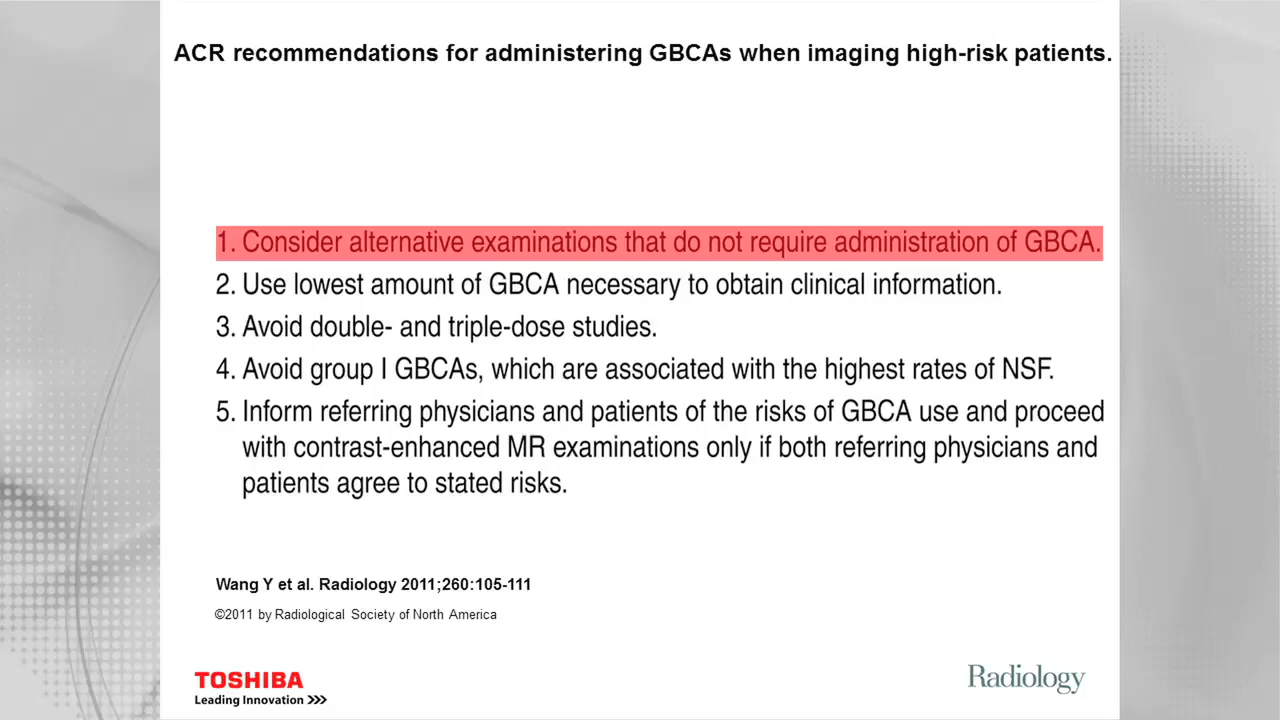 ACR recommendations for administering GBCAs when imaging high-risk patients.
1. Consider alternative examinations that do not require administration of GBCA.
2. Use lowest amount of GBCA necessary to obtain clinical information.
3. Avoid double- and triple-dose studies.
4. Avoid group I GBCAs, which are associated with the highest rates of NSF.
5. Inform referring physicians and patients of the risks of GBCA use and proceed
with contrast-enhanced MR examinations only if both referring physicians and
patients agree to stated risks.
Wang Y et al. Radiology 2011;260:105-111
©2011 by Radiological Society of North America
TOSHIBA
Leading Innovation >>>
Radiology